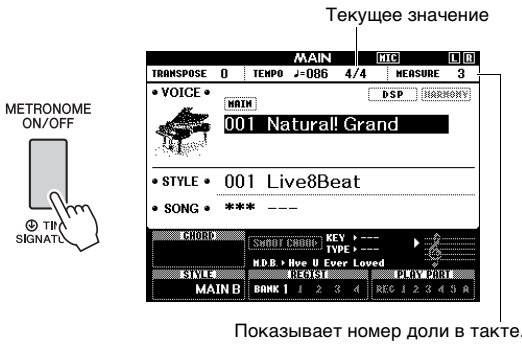 Текущее значение
MAIN MIC L R
TRANSPOSE 0 TEMPO ♩=086 4/4 MEASURE 3
VOICE
MAIN
DSP HARMONY
001 Natural! Grand
METRONOME
ON/OFF
SIGNATU
STYLE 001 Live8Beat
SONG *** ---
CHORD
SMART CHORD KEY ---
TYPE ---
M.D.B. Hve U Ever Loved
STYLE REGIST PLAY PART
MAIN B BANK 1 1 2 3 4 REC 1 2 3 4 5 A
Показывает номер доли в такте.